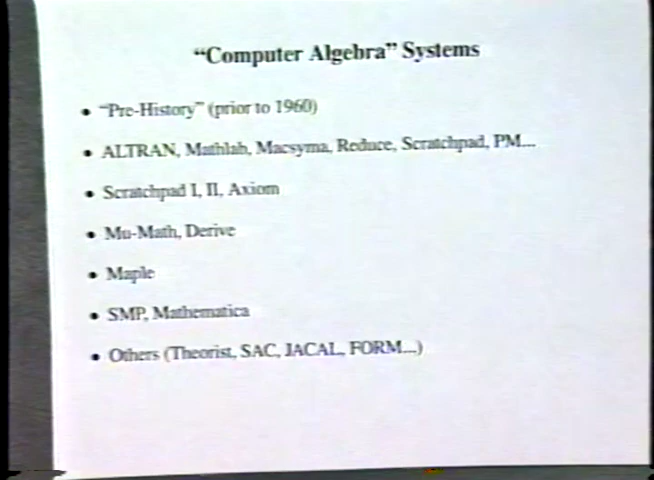 “Computer Algebra” Systems
• “Pre-History” (prior to 1960)
• ALTRAN, Mathlab, Macsyma, Reduce, Scratchpad, PM...
• Scratchpad I, II, Axiom
• Mu-Math, Derive
• Maple
• SMP, Mathematica
• Others (Theorist, SAC, JACAL, FORM...)